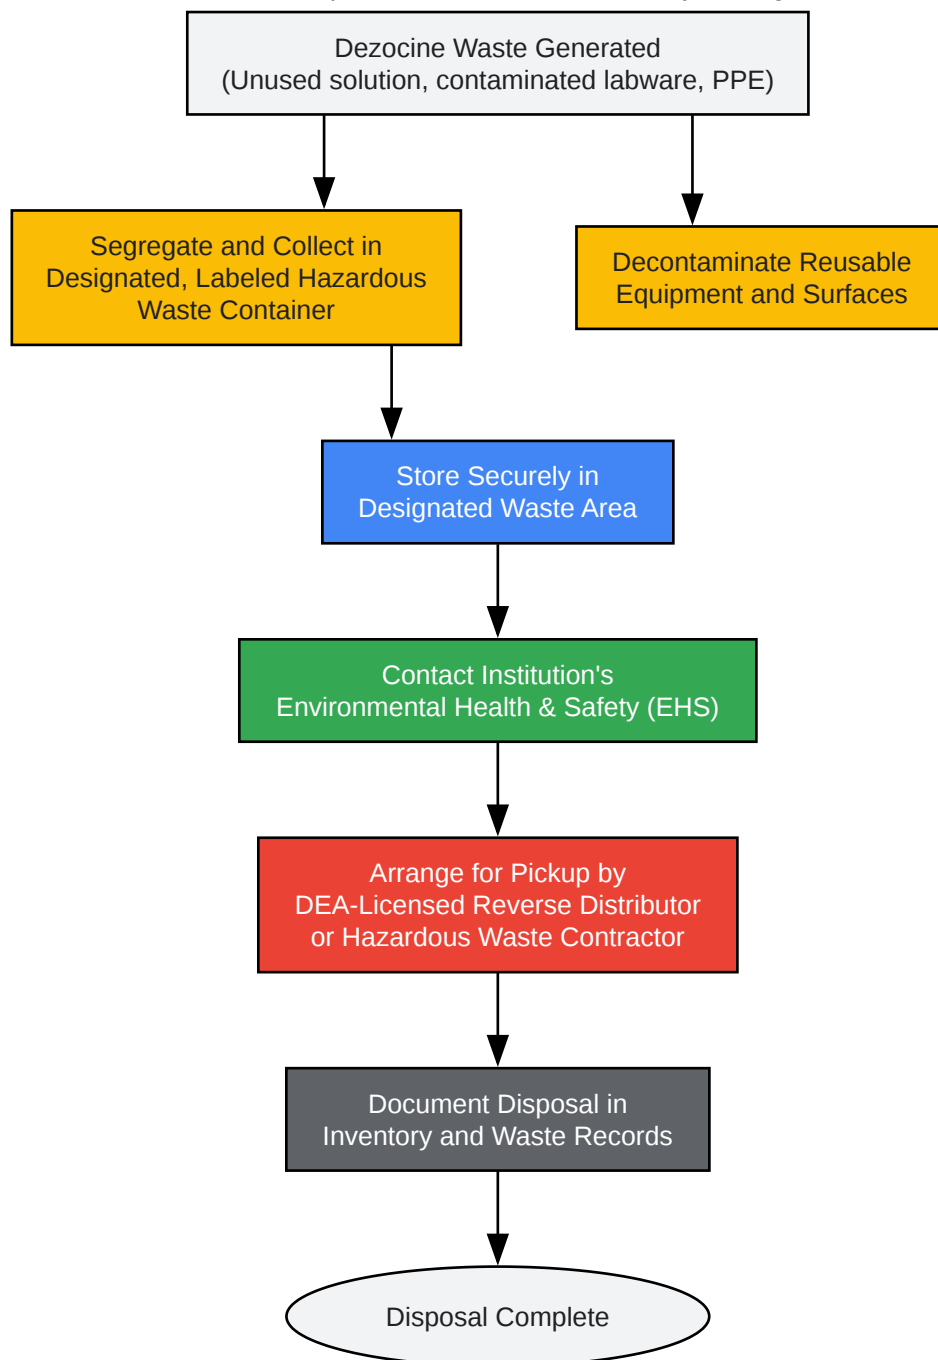 Dezocine Waste Generated
(Unused solution, contaminated labware, PPE)
Segregate and Collect in
Designated, Labeled Hazardous
Waste Container
Decontaminate Reusable
Equipment and Surfaces
Store Securely in
Designated Waste Area
Contact Institution's
Environmental Health & Safety (EHS)
Arrange for Pickup by
DEA-Licensed Reverse Distributor
or Hazardous Waste Contractor
Document Disposal in
Inventory and Waste Records
Disposal Complete